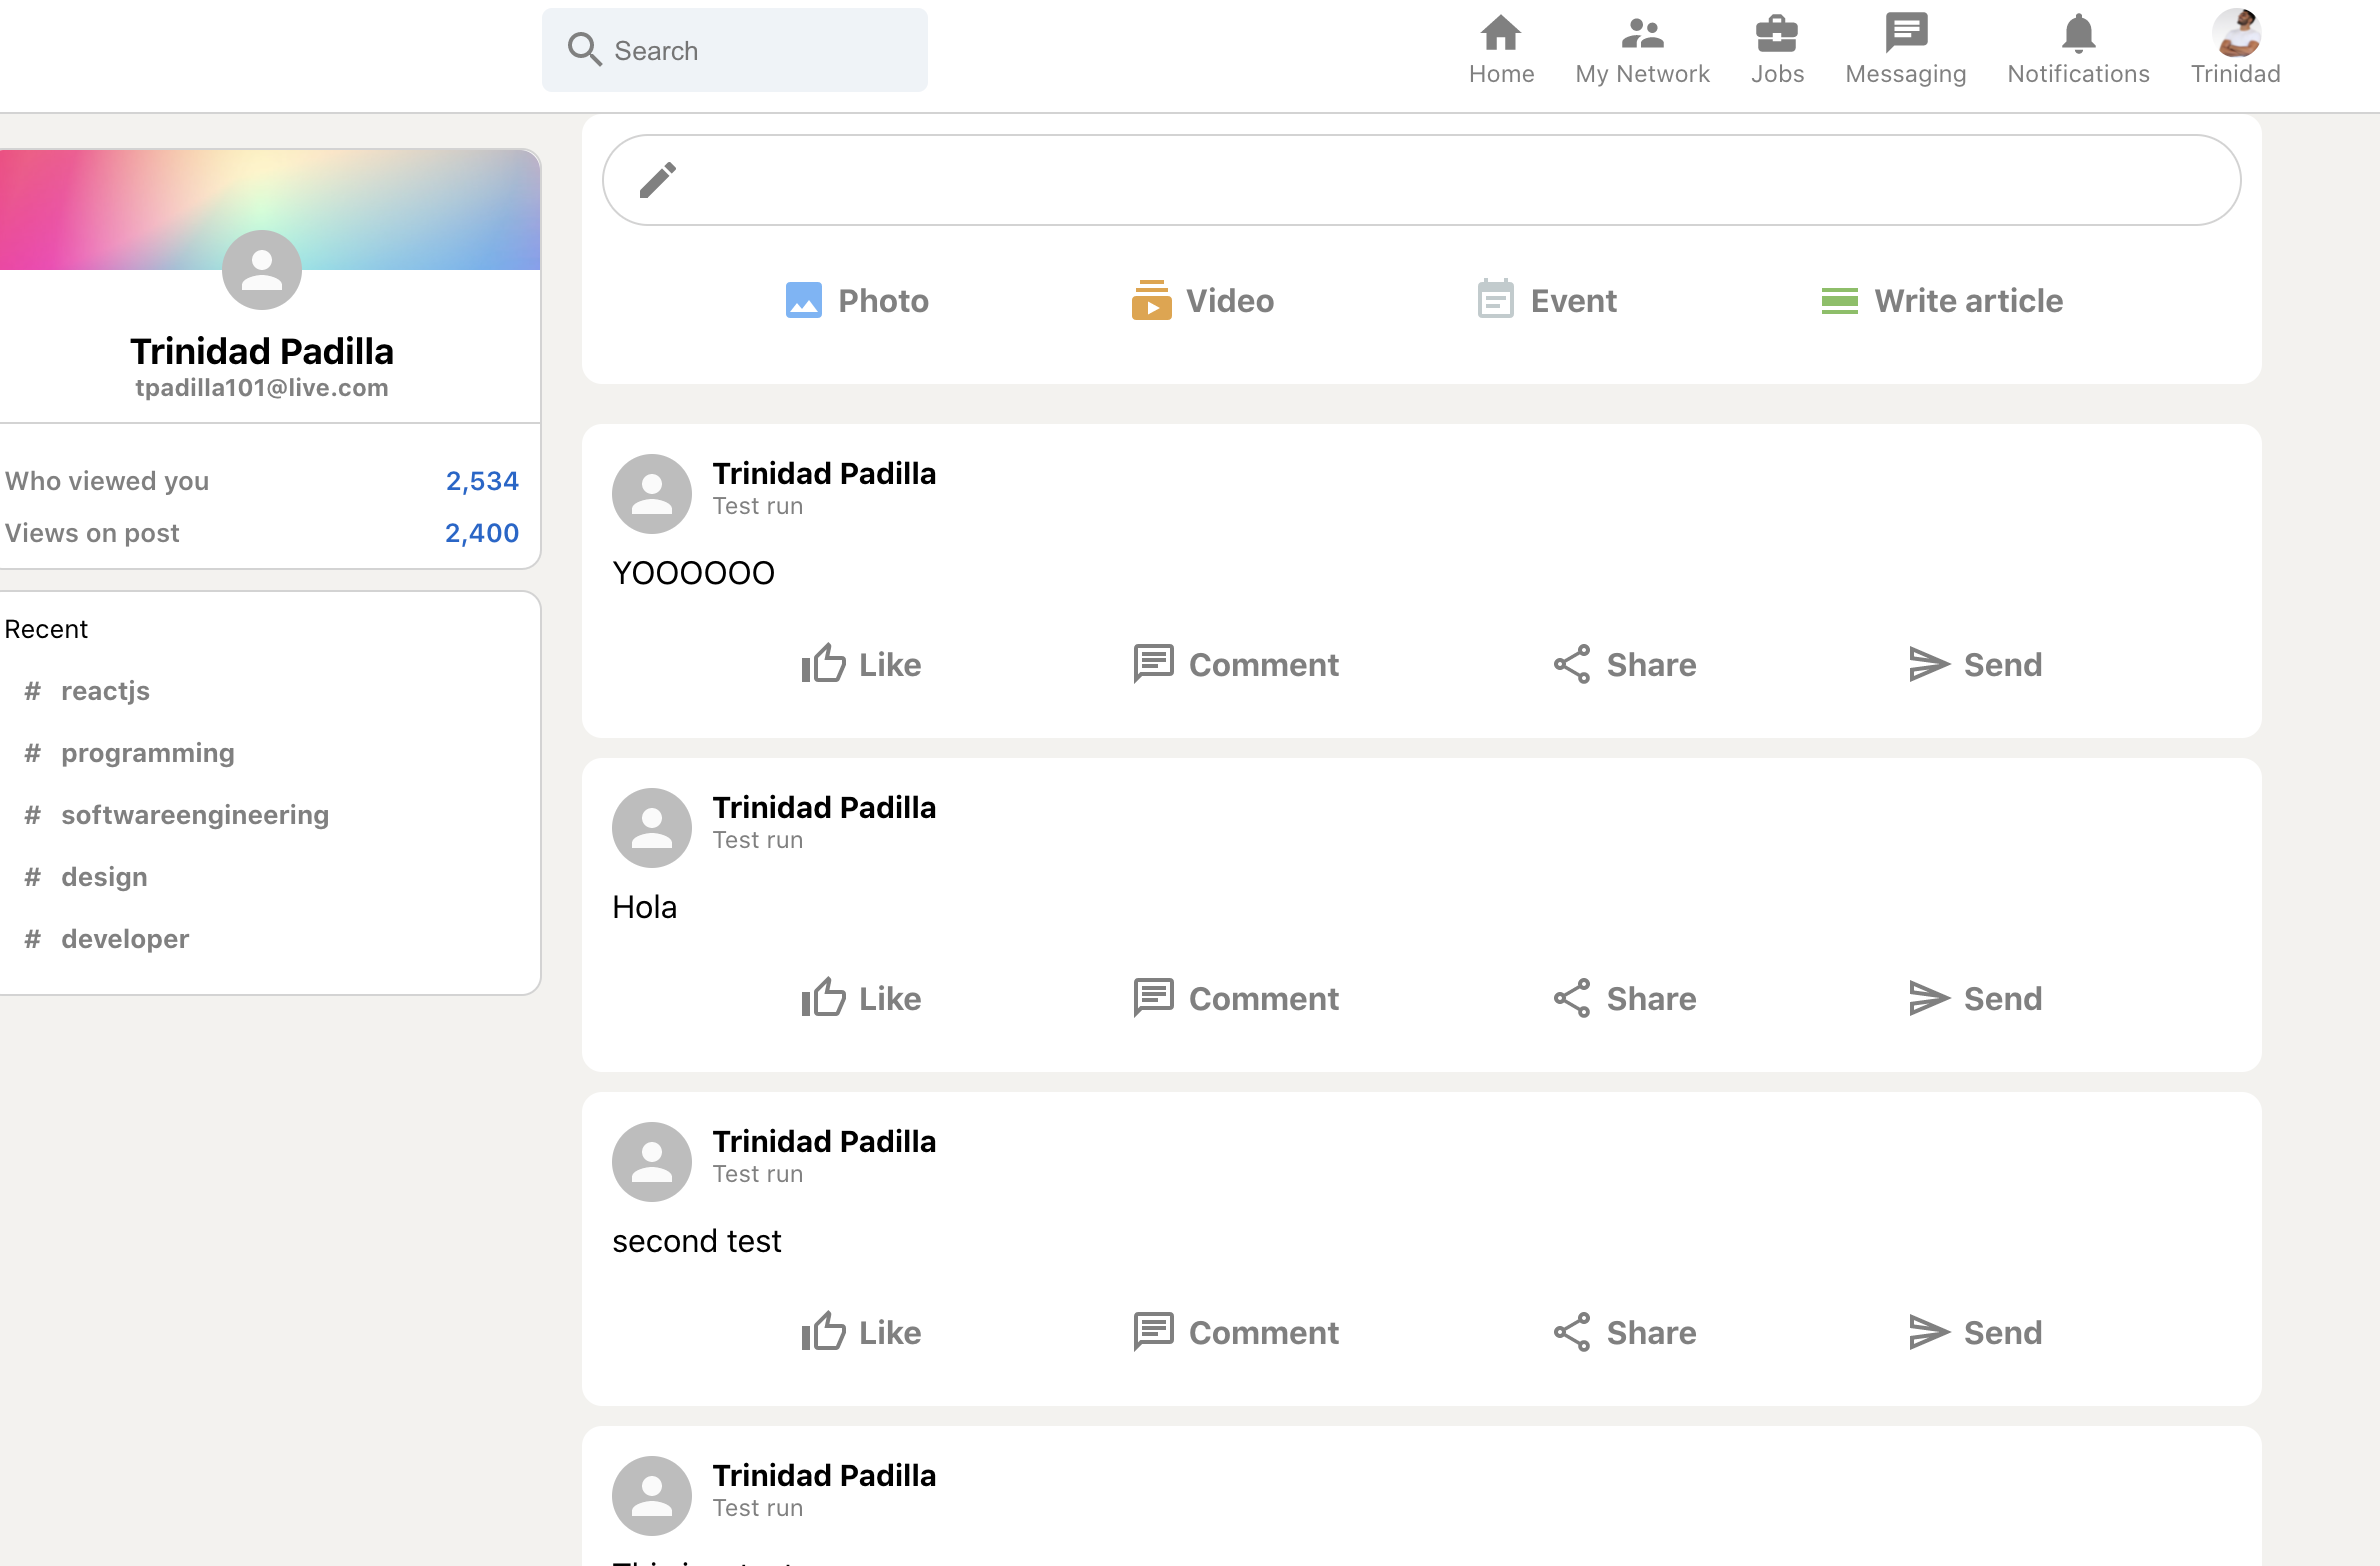 Search
Home
My Network
Jobs
Messaging
Notifications
Trinidad
Trinidad Padilla
tpadilla101@live.com
Who viewed you 2,534
Views on post 2,400
Recent
# reactjs
# programming
# softwareengineering
# design
# developer
Photo
Video
Event
Write article
Trinidad Padilla
Test run
YOOOOOO
Like
Comment
Share
Send
Trinidad Padilla
Test run
Hola
Like
Comment
Share
Send
Trinidad Padilla
Test run
second test
Like
Comment
Share
Send
Trinidad Padilla
Test run